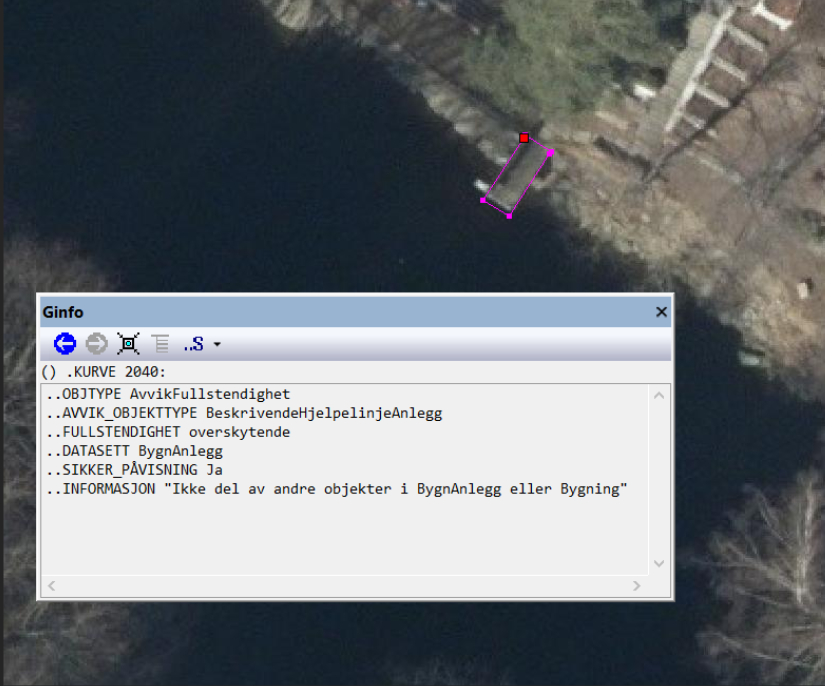 Ginfo
..S
() .KURVE 2040:
..OBJTYPE AvvikFullstendighet
..AVVIK_OBJEKTTYPE BeskrivendeHjelpelinjeAnlegg
..FULLSTENDIGHET overskytende
..DATASETT BygnAnlegg
..SIKKER_PÅVISNING Ja
..INFORMASJON "Ikke del av andre objekter i BygnAnlegg eller Bygning"